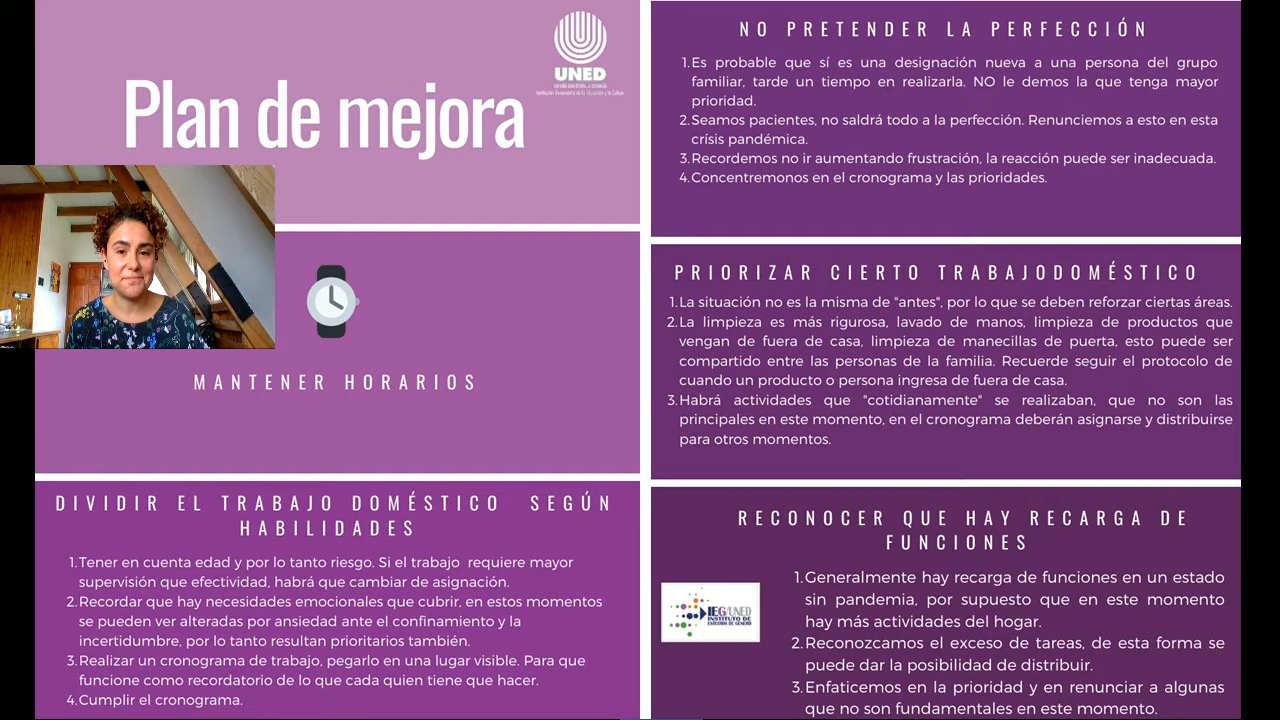 UNED
Institución Benemérita de la Educación y la Cultura
Plan de mejora
MANTENER HORARIOS
DIVIDIR EL TRABAJO DOMÉSTICO SEGÚN
HABILIDADES
1. Tener en cuenta edad y por lo tanto riesgo. Si el trabajo requiere mayor
supervisión que efectividad, habrá que cambiar de asignación.
2. Recordar que hay necesidades emocionales que cubrir, en estos momentos
se pueden ver alteradas por ansiedad ante el confinamiento y la
incertidumbre, por lo tanto resultan prioritarios también.
3. Realizar un cronograma de trabajo, pegarlo en una lugar visible. Para que
funcione como recordatorio de lo que cada quien tiene que hacer.
4. Cumplir el cronograma.
NO PRETENDER LA PERFECCIÓN
1. Es probable que sí es una designación nueva a una persona del grupo
familiar, tarde un tiempo en realizarla. NO le demos la que tenga mayor
prioridad.
2. Seamos pacientes, no saldrá todo a la perfección. Renunciemos a esto en esta
crísis pandémica.
3. Recordemos no ir aumentando frustración, la reacción puede ser inadecuada.
4. Concentremonos en el cronograma y las prioridades.
PRIORIZAR CIERTO TRABAJODOMÉSTICO
1. La situación no es la misma de "antes", por lo que se deben reforzar ciertas áreas.
2. La limpieza es más rigurosa, lavado de manos, limpieza de productos que
vengan de fuera de casa, limpieza de manecillas de puerta, esto puede ser
compartido entre las personas de la familia. Recuerde seguir el protocolo de
cuando un producto o persona ingresa de fuera de casa.
3. Habrá actividades que "cotidianamente" se realizaban, que no son las
principales en este momento, en el cronograma deberán asignarse y distribuirse
para otros momentos.
RECONOCER QUE HAY RECARGA DE
FUNCIONES
IEG/UNED
INSTITUTO DE
ESTUDIOS DE GÉNERO
1. Generalmente hay recarga de funciones en un estado
sin pandemia, por supuesto que en este momento
hay más actividades del hogar.
2. Reconozcamos el exceso de tareas, de esta forma se
puede dar la posibilidad de distribuir.
3. Enfaticemos en la prioridad y en renunciar a algunas
que no son fundamentales en este momento.